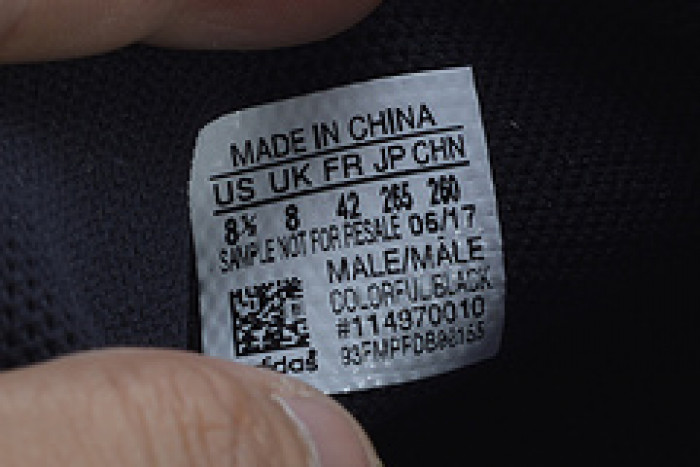 MADE IN CHINA
US UK FR JP CHN
8½ 8 42 265 260
SAMPLE NOT FOR RESALE 06/17
MALE/MÂLE
COLORFUL/BLACK
#114970010